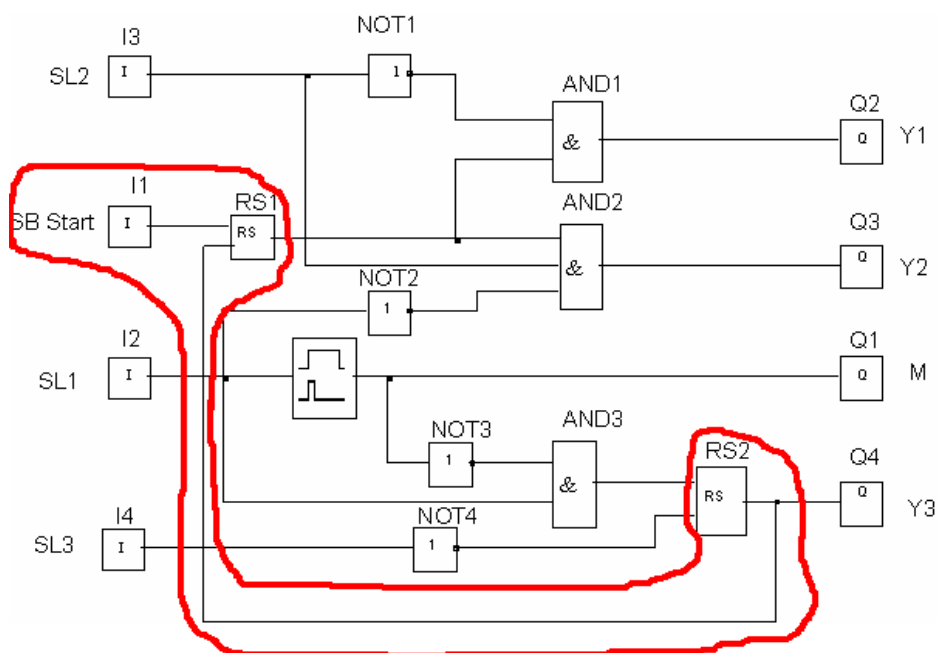 NOT1
I3
SL2
I
1
AND1
&
Q2
Q
Y1
I1
SB Start
I
RS1
RS
AND2
&
Q3
Q
Y2
NOT2
1
I2
SL1
I
Q1
Q
M
NOT3
1
AND3
&
RS2
RS
Q4
Q
Y3
I4
SL3
I
NOT4
1